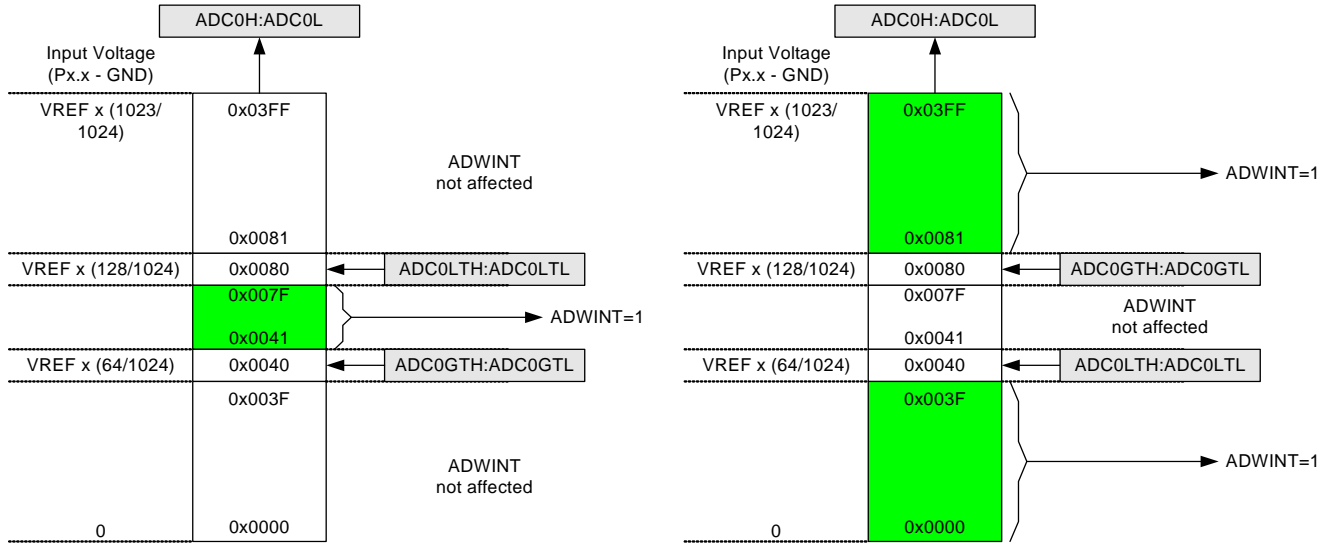 ADC0H:ADC0L
Input Voltage
(Px.x - GND)
VREF x (1023/
1024)
0x03FF
ADWINT
not affected
0x0081
VREF x (128/1024)
0x0080
ADC0LTH:ADC0LTL
0x007F
ADWINT=1
0x0041
VREF x (64/1024)
0x0040
ADC0GTH:ADC0GTL
0x003F
ADWINT
not affected
0
0x0000
ADC0H:ADC0L
Input Voltage
(Px.x - GND)
VREF x (1023/
1024)
0x03FF
ADWINT=1
0x0081
VREF x (128/1024)
0x0080
ADC0GTH:ADC0GTL
0x007F
ADWINT
not affected
0x0041
VREF x (64/1024)
0x0040
ADC0LTH:ADC0LTL
0x003F
ADWINT=1
0
0x0000